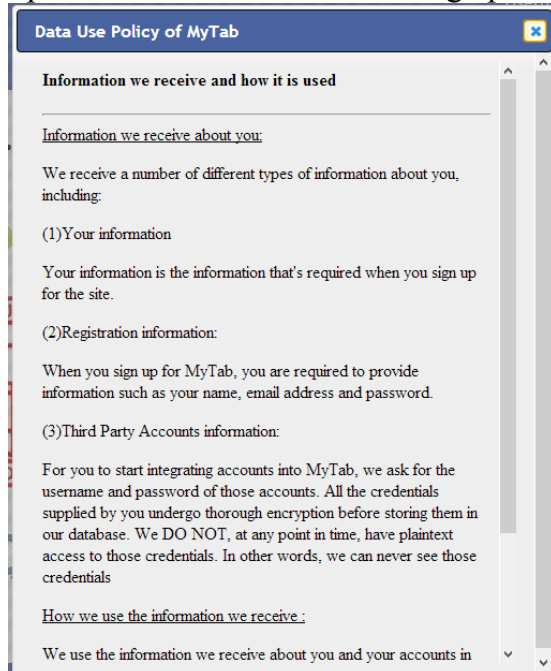 Data Use Policy of MyTab
Information we receive and how it is used
Information we receive about you:
We receive a number of different types of information about you,
including:
(1)Your information
Your information is the information that's required when you sign up
for the site.
(2)Registration information:
When you sign up for MyTab, you are required to provide
information such as your name, email address and password.
(3)Third Party Accounts information:
For you to start integrating accounts into MyTab, we ask for the
username and password of those accounts. All the credentials
supplied by you undergo thorough encryption before storing them in
our database. We DO NOT, at any point in time, have plaintext
access to those credentials. In other words, we can never see those
credentials
How we use the information we receive :
We use the information we receive about you and your accounts in